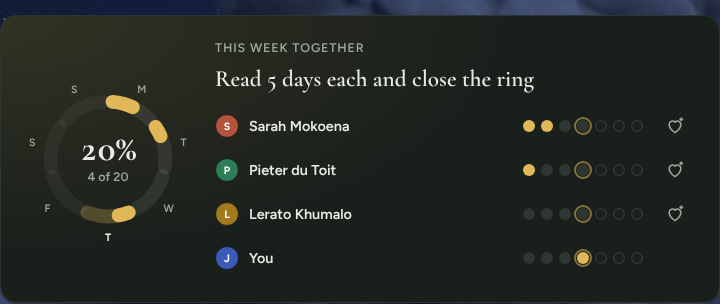 THIS WEEK TOGETHER
Read 5 days each and close the ring
S M
S T
20%
4 of 20
F W
T
S Sarah Mokoena
P Pieter du Toit
L Lerato Khumalo
J You